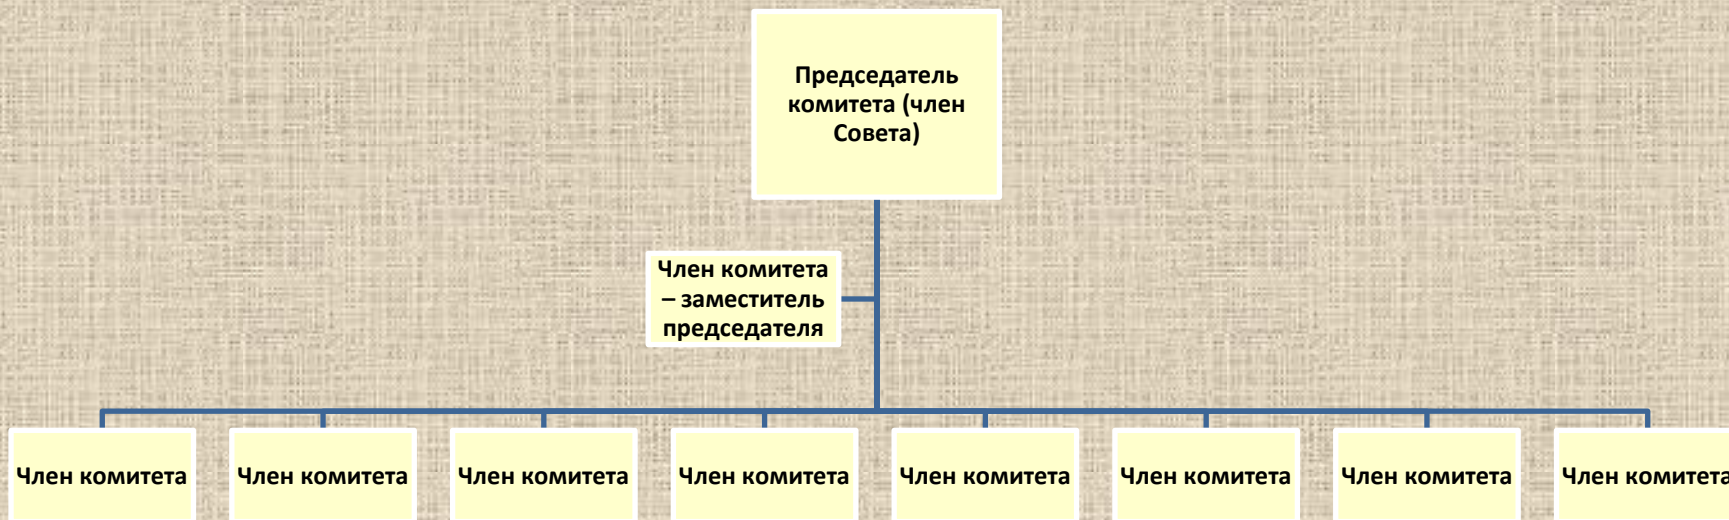 Председатель
комитета (член
Совета)
Член комитета
– заместитель
председателя
Член комитета
Член комитета
Член комитета
Член комитета
Член комитета
Член комитета
Член комитета
Член комитета